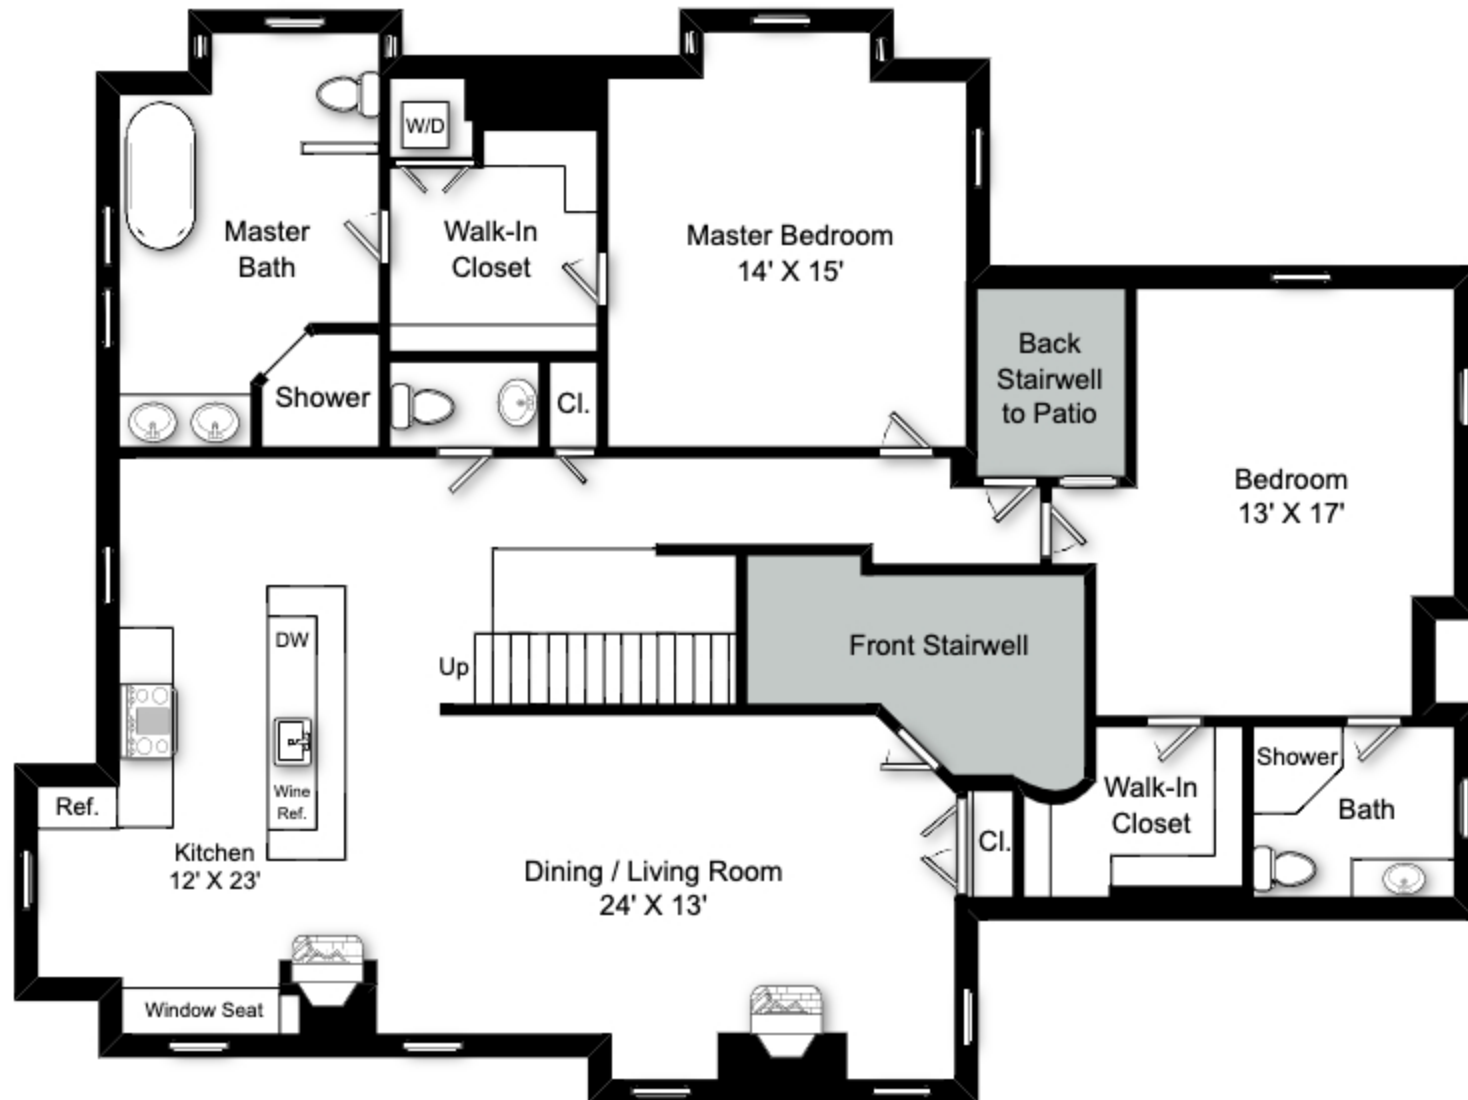 W/D
Master
Bath
Walk-In
Closet
Master Bedroom
14' X 15'
Back
Stairwell
to Patio
Shower
Cl.
Bedroom
13' X 17'
DW
Up
Front Stairwell
Wine
Ref.
Ref.
Kitchen
12' X 23'
Dining / Living Room
24' X 13'
Cl.
Walk-In
Closet
Shower
Bath
Window Seat